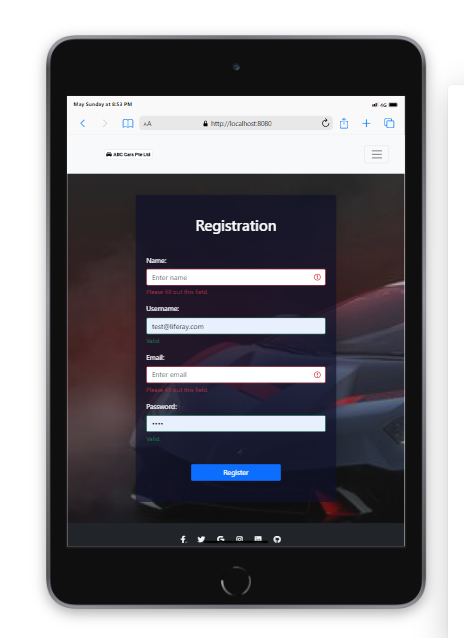 May Sunday at 8:53 PM
4G
AA
http://localhost:8080
ABC Cars Pte Ltd
Registration
Name:
Enter name
Please fill out this field.
Username:
test@liferay.com
Valid.
Email:
Enter email
Please fill out this field.
Password:
••••
Valid.
Register